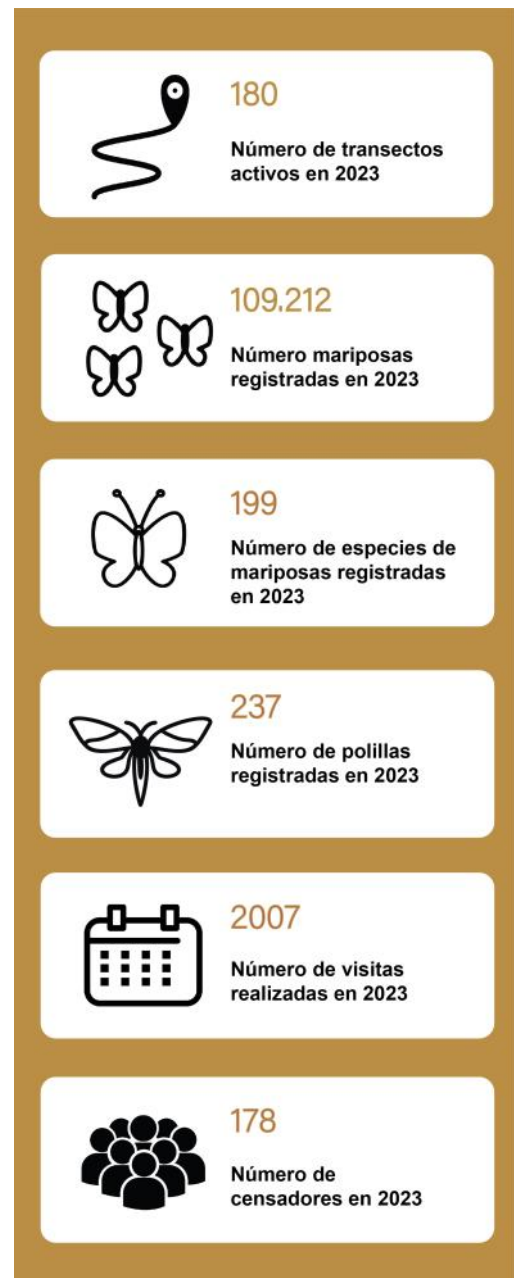 180
Número de transectos
activos en 2023
109.212
Número mariposas
registradas en 2023
199
Número de especies de
mariposas registradas
en 2023
237
Número de polillas
registradas en 2023
2007
Número de visitas
realizadas en 2023
178
Número de
censadores en 2023